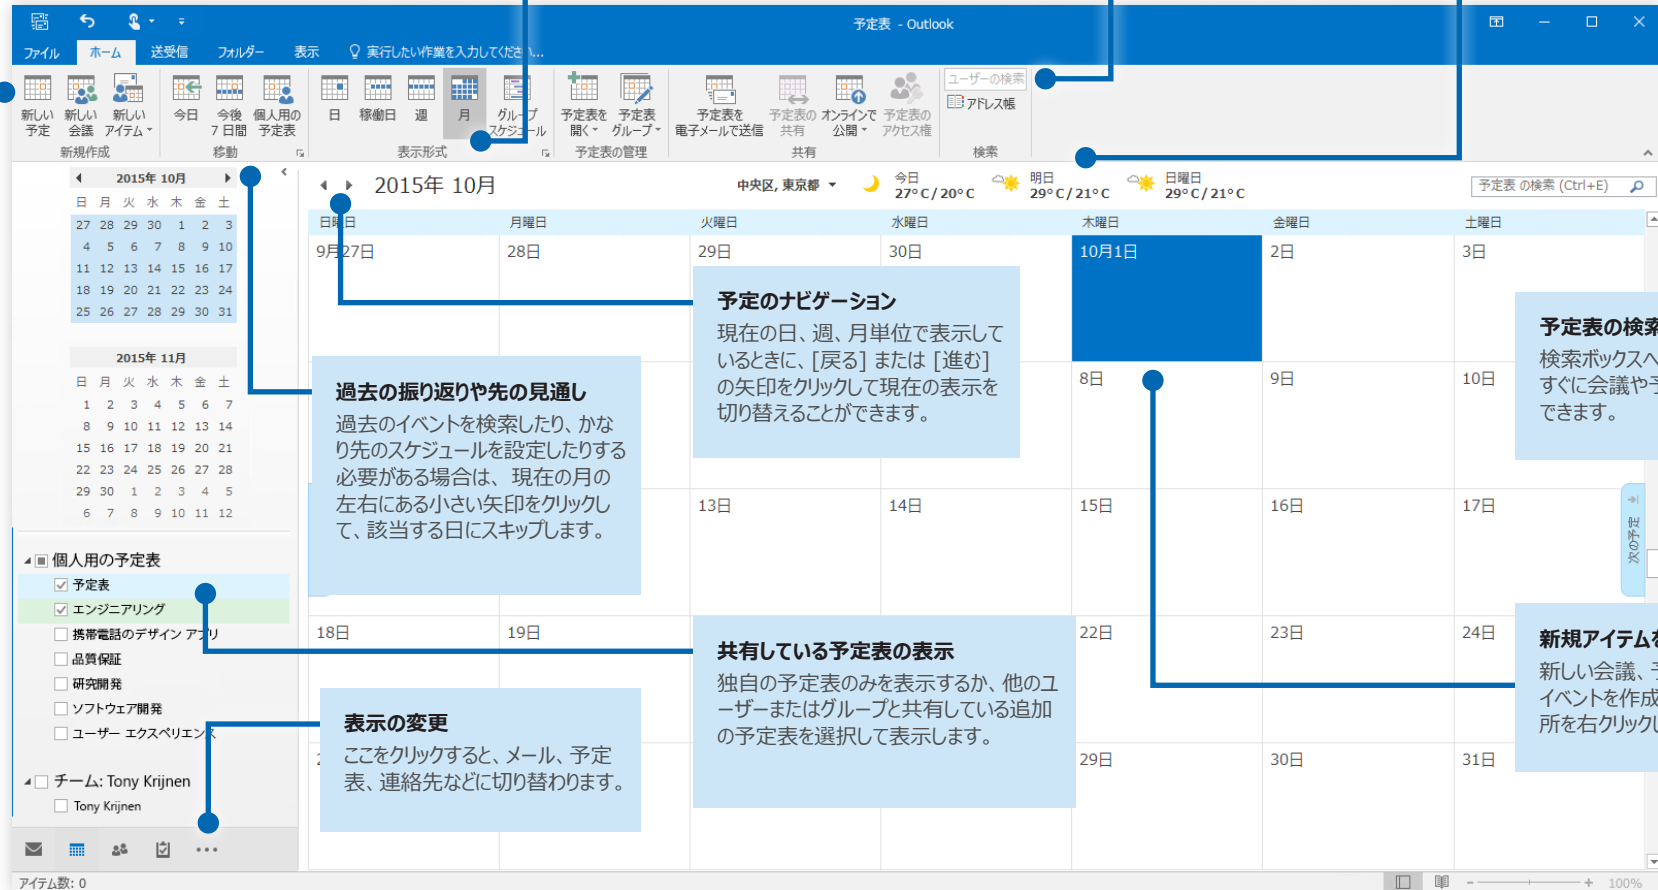 予定表 - Outlook
ファイル ホーム 送受信 フォルダー 表示 実行したい作業を入力してください...
新しい 予定
新しい 会議
新しい アイテム
今日
今後 7 日間
個人用の 予定表
日 稼働日 週 月
グループ スケジュール
予定表を 開く
予定表 グループ
予定表を 電子メールで送信
予定表の 共有
オンラインで 公開
予定表の アクセス権
ユーザーの検索
アドレス帳
新規作成 移動 表示形式 予定表の管理 共有 検索
2015年 10月
日 月 火 水 木 金 土
27 28 29 30 1 2 3
4 5 6 7 8 9 10
11 12 13 14 15 16 17
18 19 20 21 22 23 24
25 26 27 28 29 30 31
2015年 11月
日 月 火 水 木 金 土
1 2 3 4 5 6 7
8 9 10 11 12 13 14
15 16 17 18 19 20 21
22 23 24 25 26 27 28
29 30 1 2 3 4 5
6 7 8 9 10 11 12
個人用の予定表
予定表
エンジニアリング
携帯電話のデザイン アプリ
品質保証
研究開発
ソフトウェア開発
ユーザー エクスペリエンス
チーム: Tony Krijnen
Tony Krijnen
2015年 10月
中央区, 東京都
今日
27°C/20°C
明日
29°C/21°C
日曜日
29°C/21°C
予定表 の検索 (Ctrl+E)
日曜日 月曜日 火曜日 水曜日 木曜日 金曜日 土曜日
9月27日 28日 29日 30日 10月1日 2日 3日
予定のナビゲーション
現在の日、週、月単位で表示して
いるときに、[戻る] または [進む]
の矢印をクリックして現在の表示を
切り替えることができます。
予定表の検索
検索ボックスへ
すぐに会議や予
できます。
過去の振り返りや先の見通し
過去のイベントを検索したり、かな
り先のスケジュールを設定したりする
必要がある場合は、現在の月の
左右にある小さい矢印をクリックし
て、該当する日にスキップします。
8日 9日 10日
13日 14日 15日 16日 17日
次の予定
18日 19日 22日 23日 24日
共有している予定表の表示
独自の予定表のみを表示するか、他のユ
ーザーまたはグループと共有している追加
の予定表を選択して表示します。
新規アイテムを
新しい会議、予
イベントを作成
所を右クリックし
表示の変更
ここをクリックすると、メール、予定
表、連絡先などに切り替わります。
29日 30日 31日
アイテム数: 0
100%